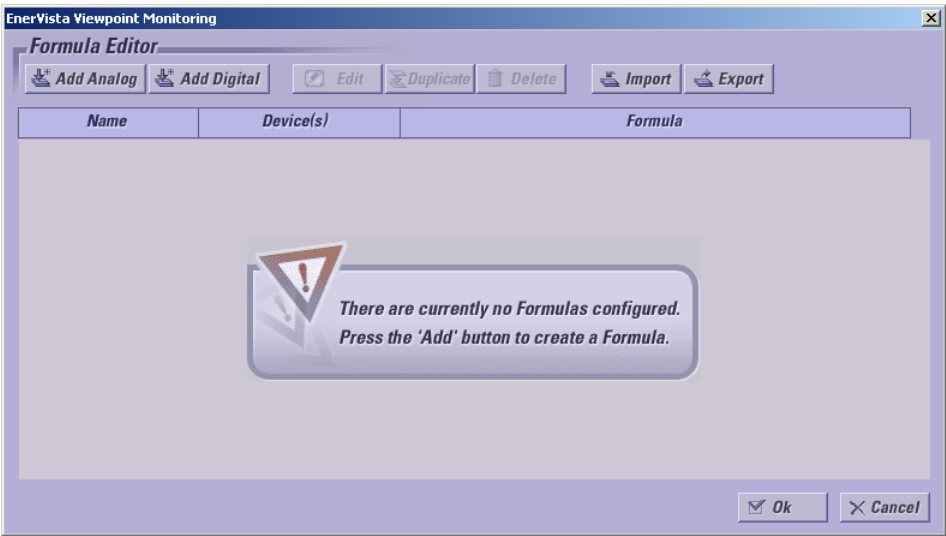 EnerVista Viewpoint Monitoring
Formula Editor
Add Analog Add Digital Edit Duplicate Delete Import Export
Name Device(s) Formula
There are currently no Formulas configured.
Press the 'Add' button to create a Formula.
Ok Cancel